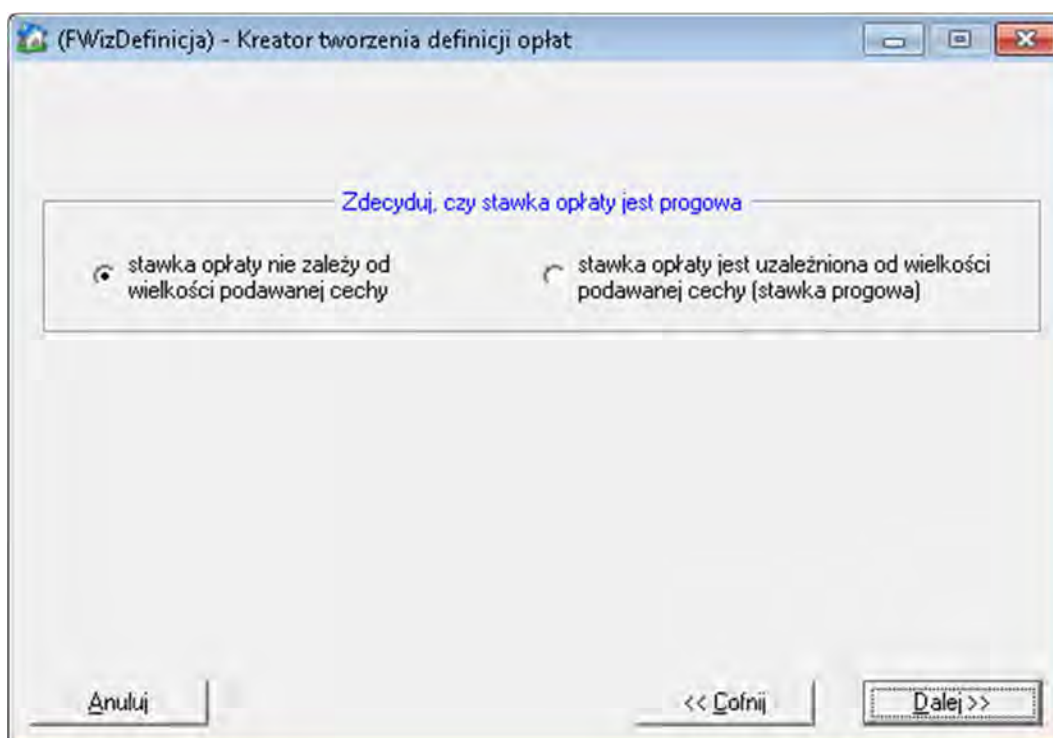 (FWizDefinicja) - Kreator tworzenia definicji opłat
Zdecyduj, czy stawka opłaty jest progowa
stawka opłaty nie zależy od
wielkości podawanej cechy
stawka opłaty jest uzależniona od wielkości
podawanej cechy (stawka progowa)
Anuluj
<< Cofnij
Dalej >>